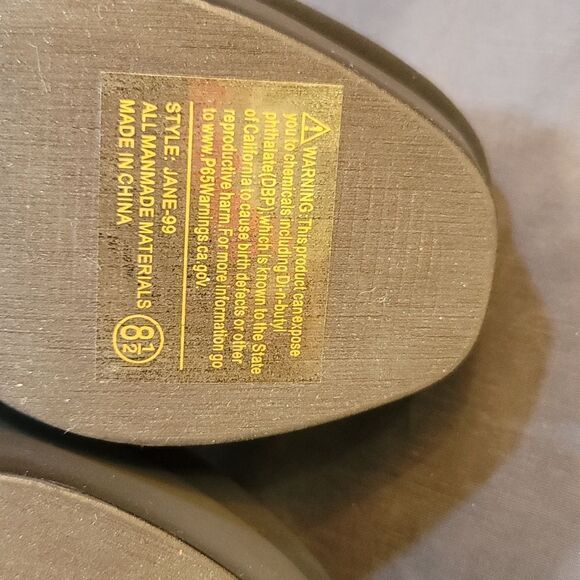 ⚠WARNING: This product can expose
you to chemicals including Di-n-buty
phthalate(DBP), which is known to the State
of California to cause birth defects or other
reproductive harm. For more information go
to www.P65Warnings.ca.gov
STYLE: JANE-99
ALL MANMADE MATERIALS
MADE IN CHINA
8 1/2